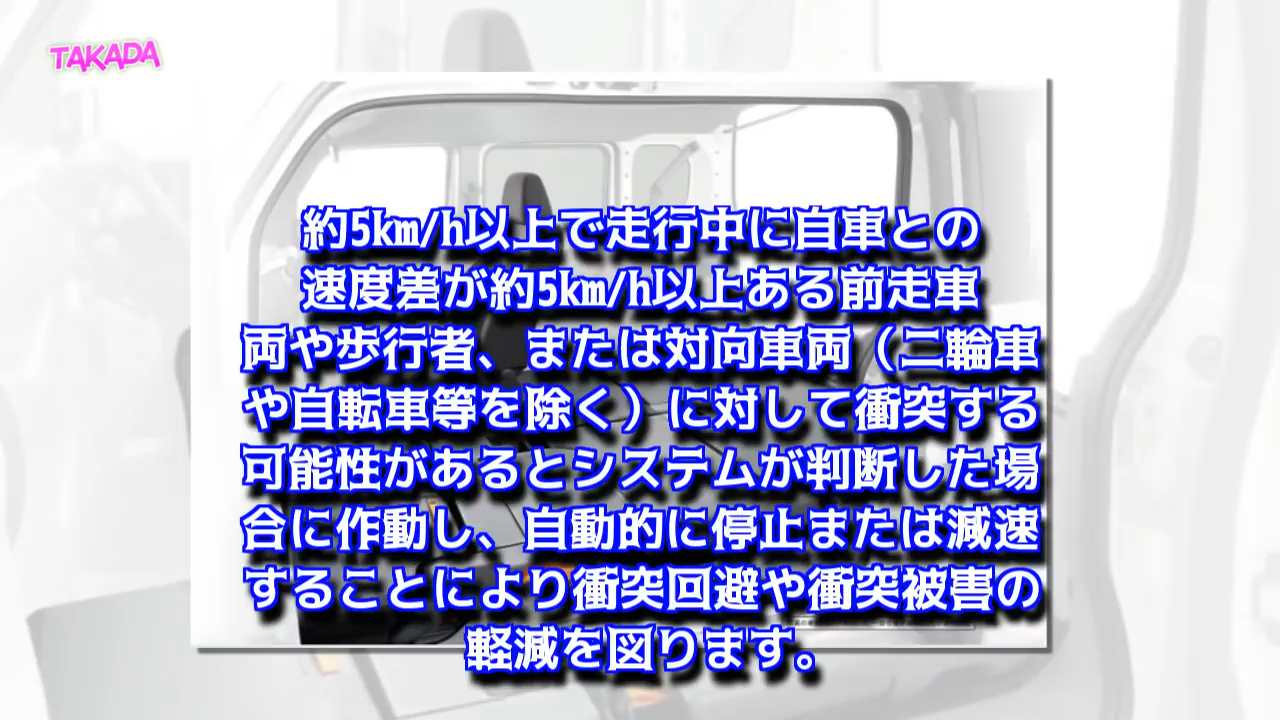 TAKADA
約5km/h以上で走行中に自車との
速度差が約5km/h以上ある前走車
両や歩行者、または対向車両（二輪車
や自転車等を除く）に対して衝突する
可能性があるとシステムが判断した場
合に作動し、自動的に停止または減速
することにより衝突回避や衝突被害の
軽減を図ります。